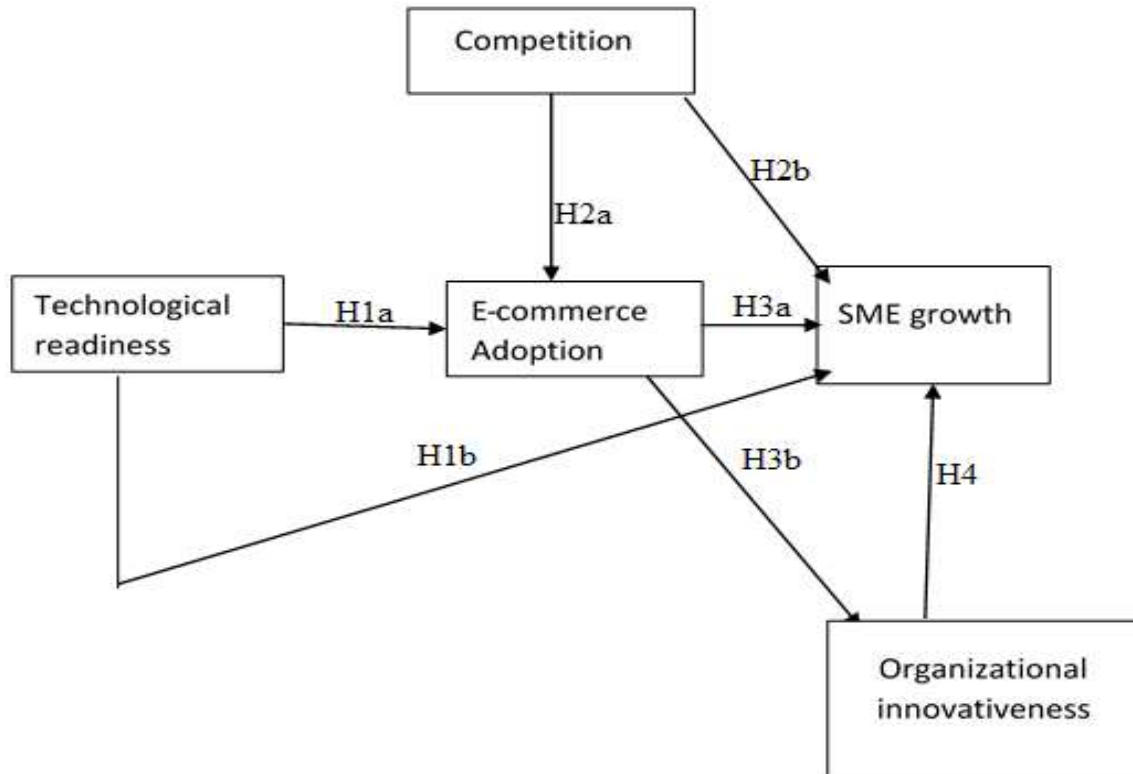 Competition
H2b
H2a
Technological
readiness
H1a
E-commerce
Adoption
H3a
SME growth
H1b
H3b
H4
Organizational
innovativeness